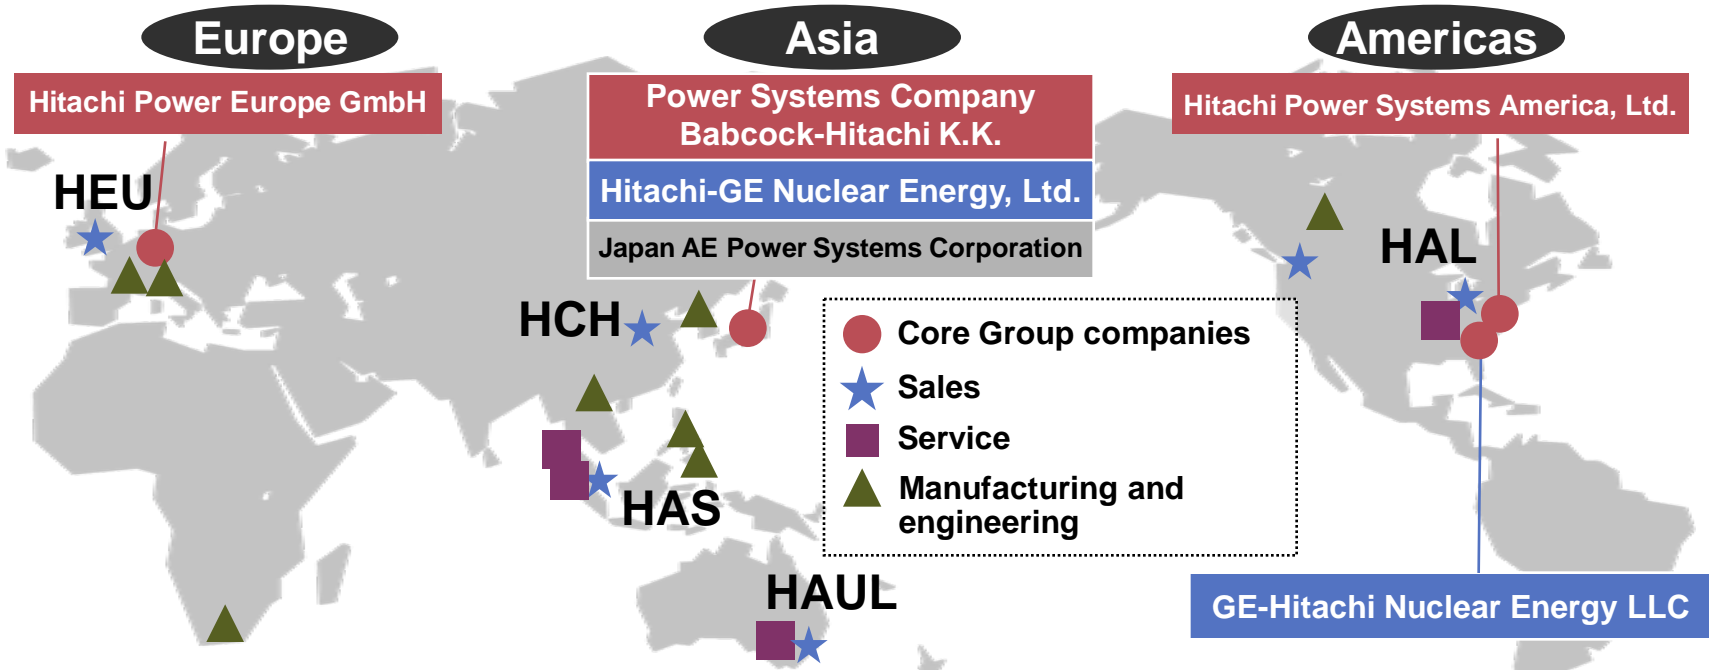 Europe
Asia
Americas
Hitachi Power Europe GmbH
Power Systems Company
Babcock-Hitachi K.K.
Hitachi-GE Nuclear Energy, Ltd.
Japan AE Power Systems Corporation
Hitachi Power Systems America, Ltd.
HEU
HAL
HCH
HAS
HAUL
Core Group companies
Sales
Service
Manufacturing and
engineering
GE-Hitachi Nuclear Energy LLC